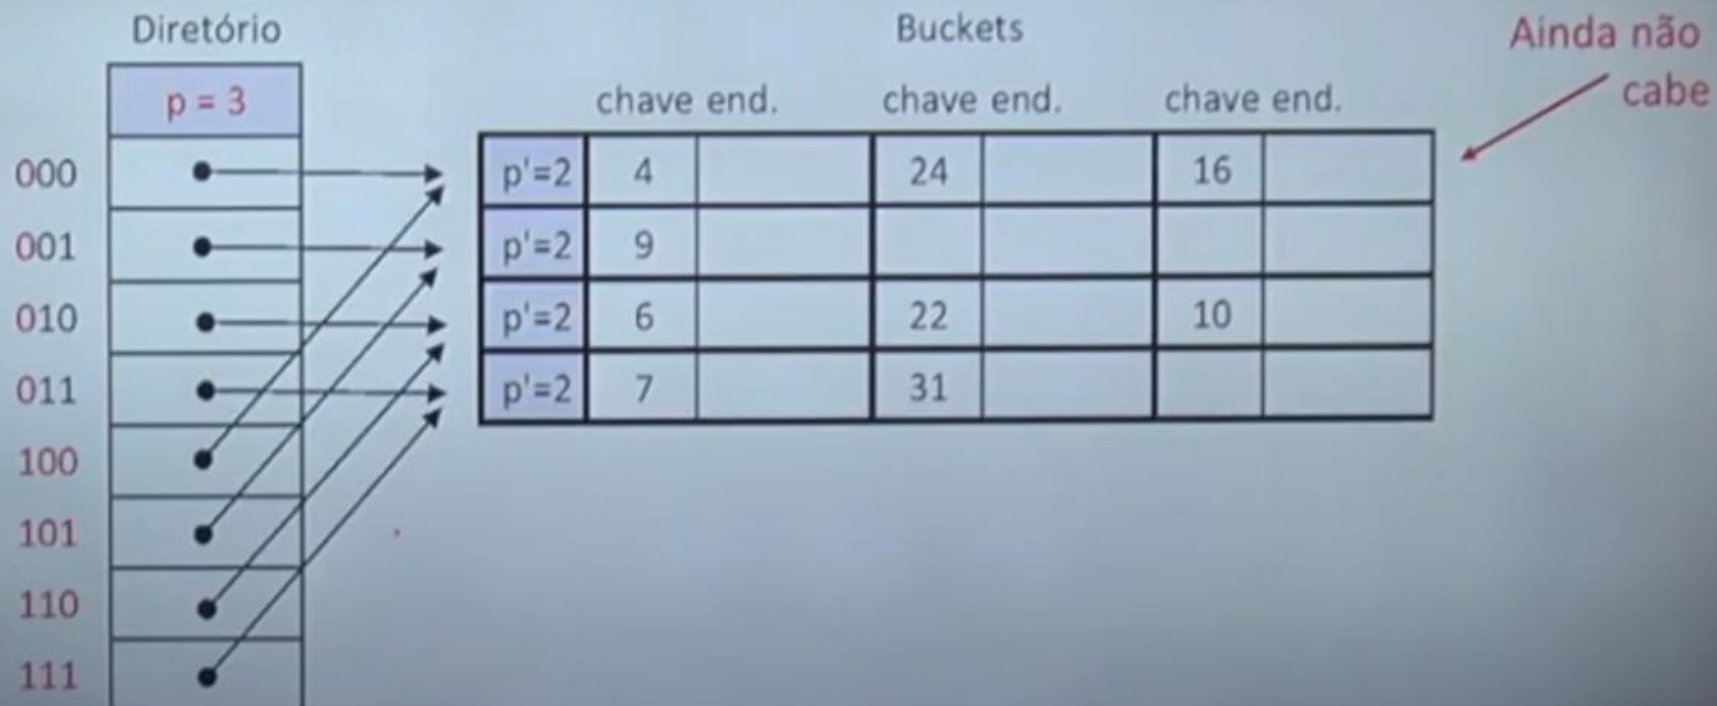 Diretório
Buckets
Ainda não
cabe
p = 3
chave end.
chave end.
chave end.
000
p'=2 4 24 16
001
p'=2 9
010
p'=2 6 22 10
011
p'=2 7 31
100
101
110
111